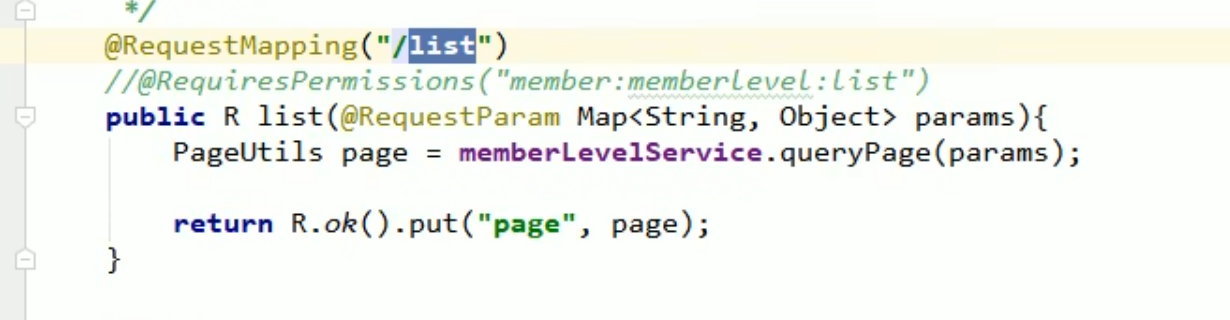 */
@RequestMapping("/list")
//@RequiresPermissions("member:memberlevel:list")
public R list(@RequestParam Map<String, Object> params){
PageUtils page = memberLevelService.queryPage(params);
return R.ok().put("page", page);
}